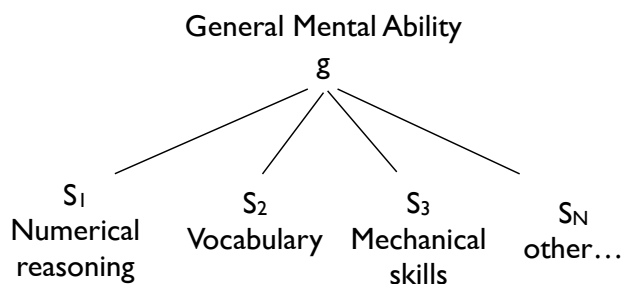 General Mental Ability
g
S1
Numerical
reasoning
S2
Vocabulary
S3
Mechanical
skills
SN
other…